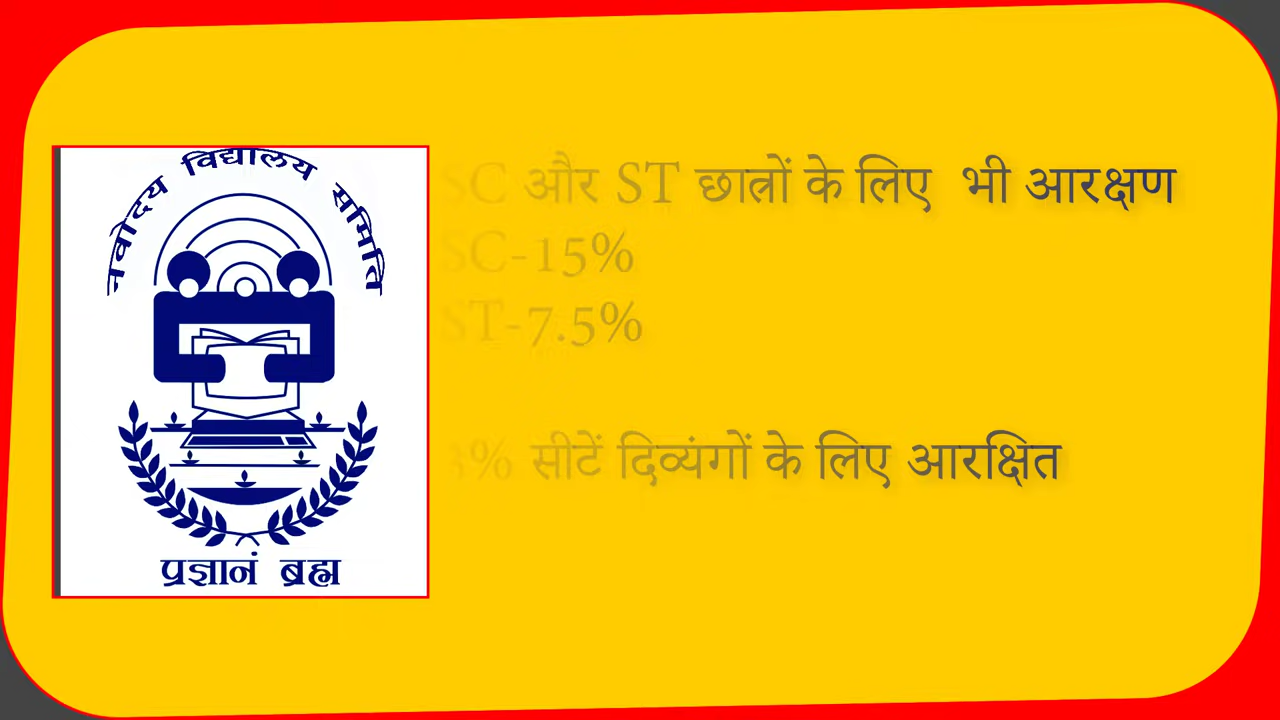 नवोदय विद्यालय समिति
SC और ST छात्रों के लिए भी आरक्षण
SC-15%
ST-7.5%
3% सीटें दिव्यंगों के लिए आरक्षित
प्रज्ञानं ब्रह्म